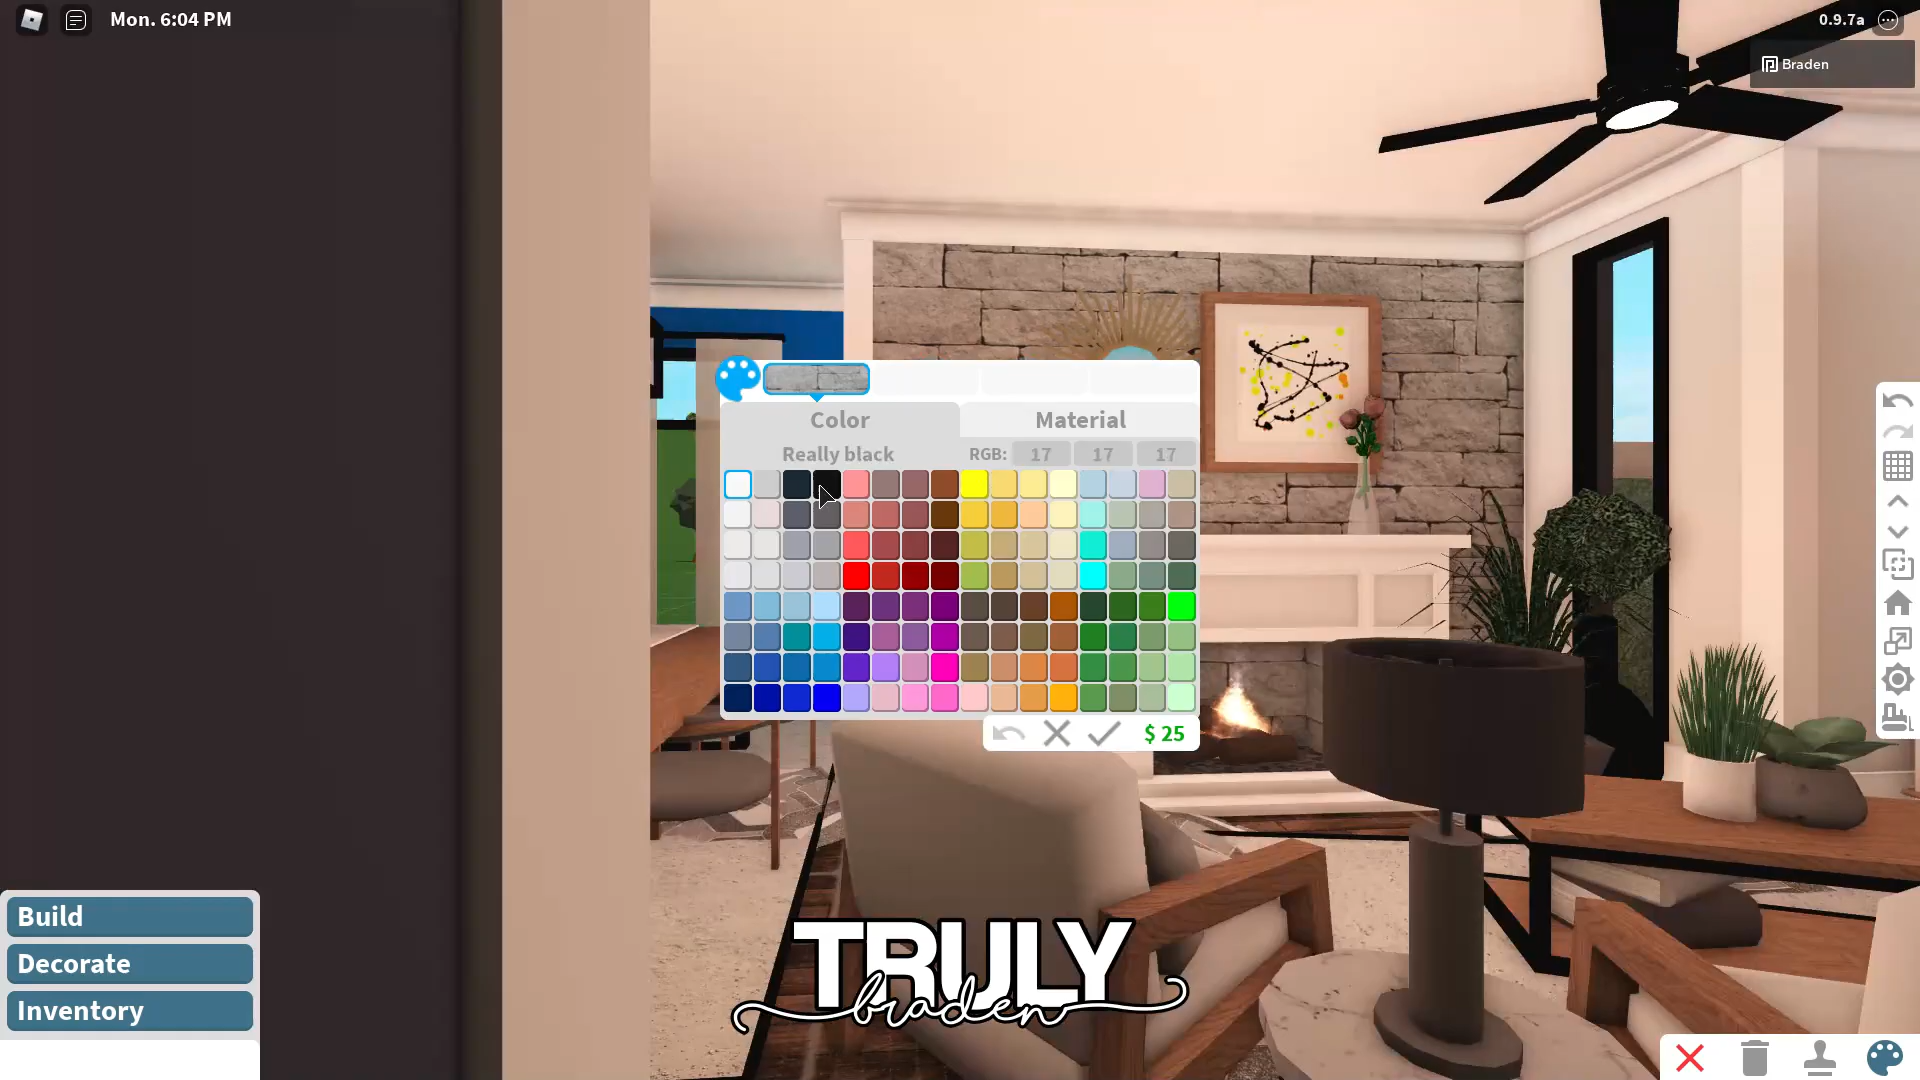 Mon. 6:04 PM
0.9.7a
Braden
Color
Material
Really black
RGB: 17 17 17
$ 25
Build
Decorate
Inventory
TRULY
braden